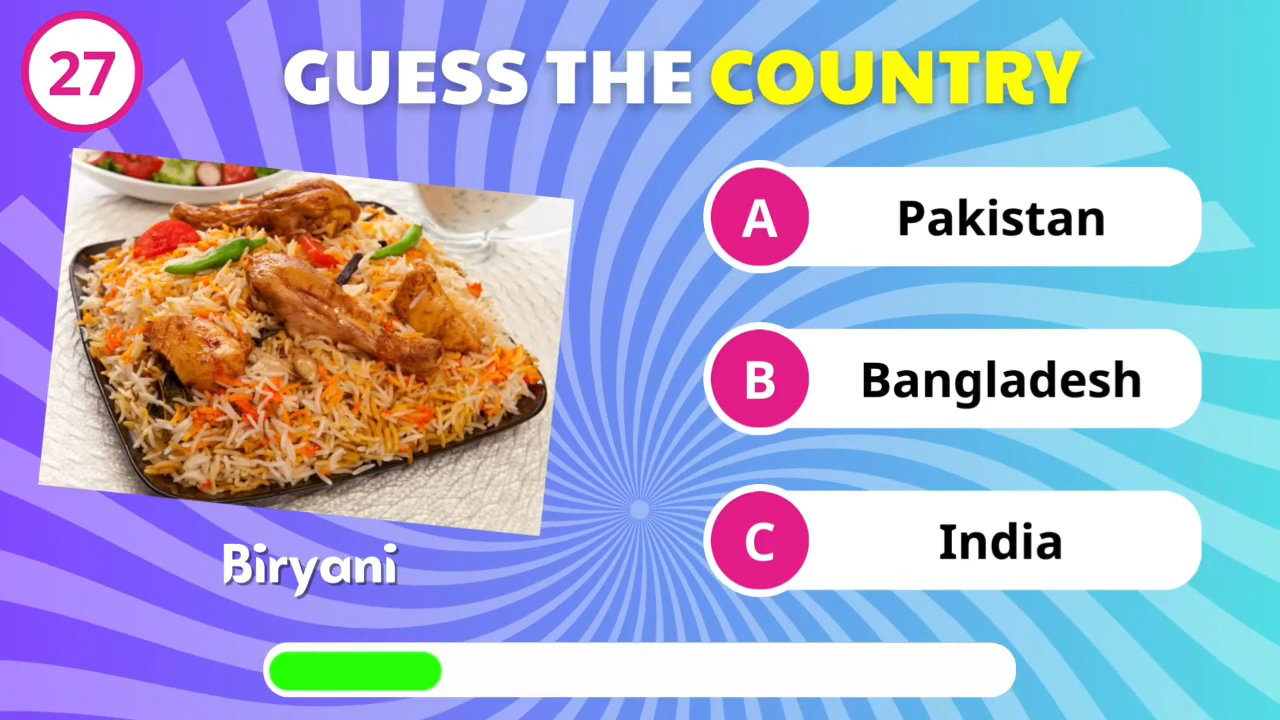 27
GUESS THE COUNTRY
A Pakistan
B Bangladesh
C India
Biryani